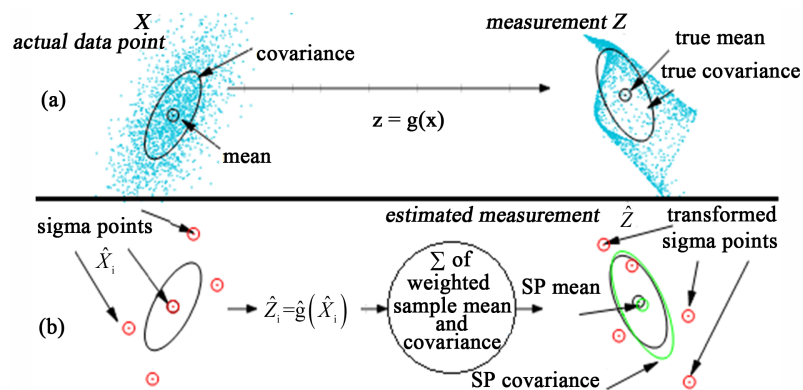 X
actual data point
covariance
mean
(a)
z = g(x)
measurement Z
true mean
true covariance
sigma points
X̂ᵢ
(b)
Ẑᵢ=ĝ(X̂ᵢ)
Σ of
weighted
sample mean
and
covariance
estimated measurement Ẑ
transformed
sigma points
SP mean
SP covariance